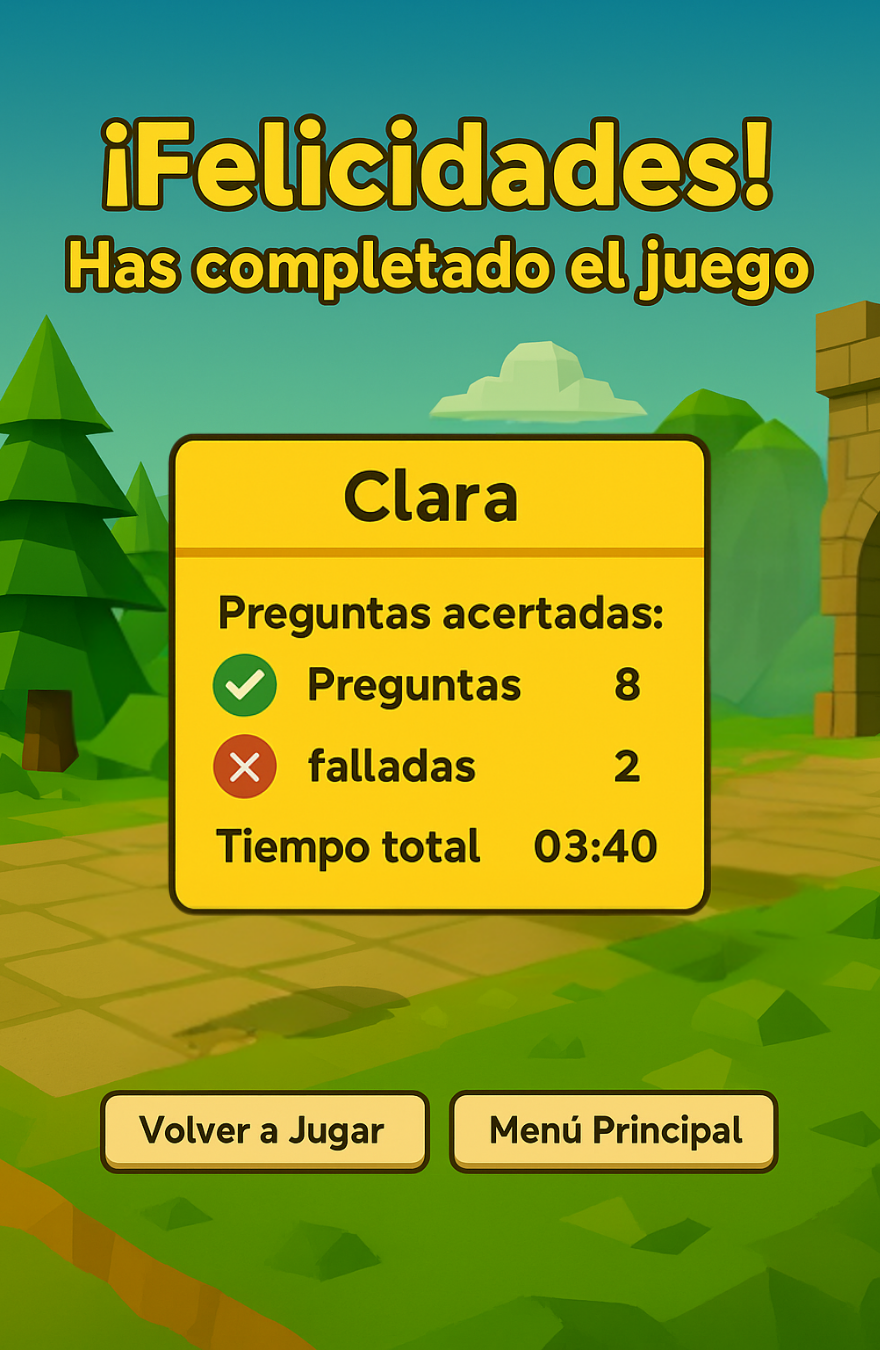 ¡Felicidades!
Has completado el juego
Clara
Preguntas acertadas:
Preguntas 8
falladas 2
Tiempo total 03:40
Volver a Jugar
Menú Principal